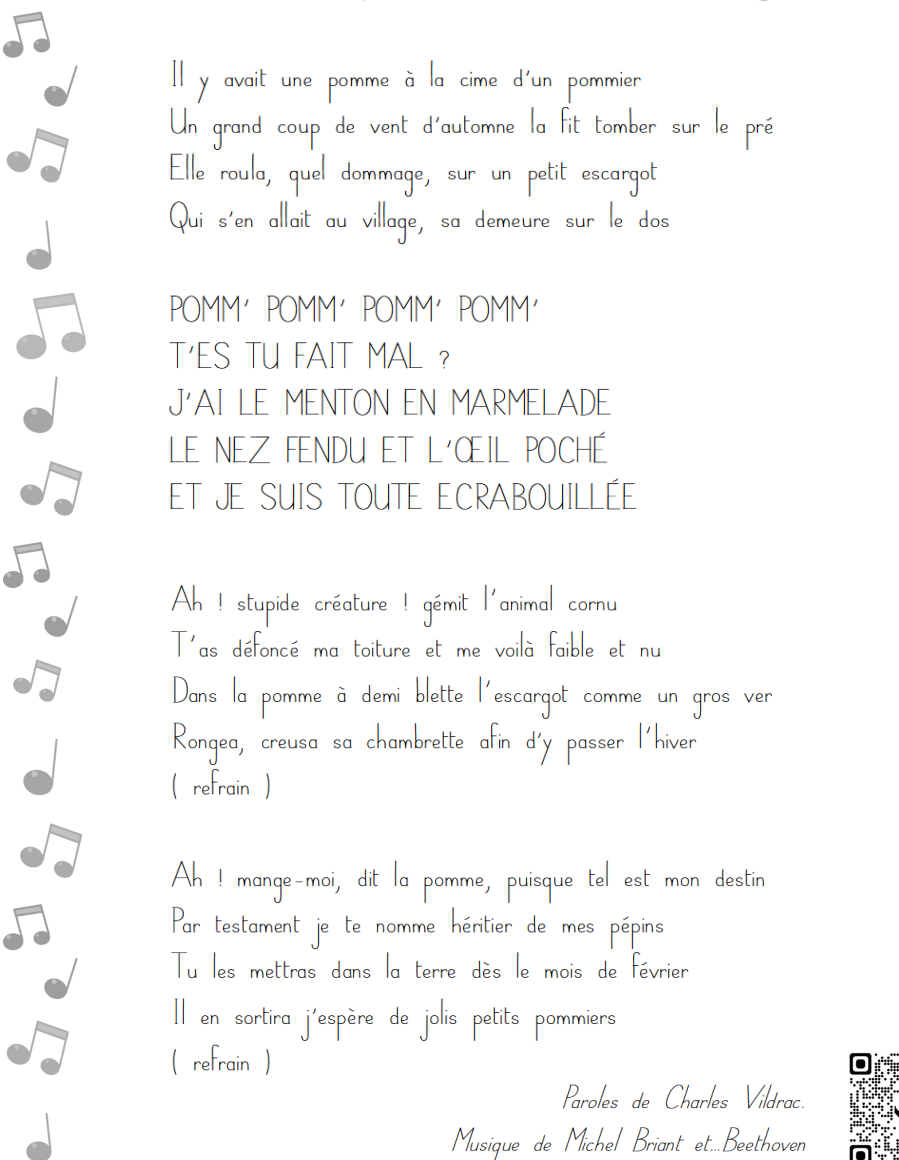 Il y avait une pomme à la cime d'un pommier
Un grand coup de vent d'automne la fit tomber sur le pré
Elle roula, quel dommage, sur un petit escargot
Qui s'en allait au village, sa demeure sur le dos
POMM' POMM' POMM' POMM'
T'ES TU FAIT MAL ?
J'AI LE MENTON EN MARMELADE
LE NEZ FENDU ET L'ŒIL POCHÉ
ET JE SUIS TOUTE ECRABOUILLÉE
Ah ! stupide créature ! gémit l'animal cornu
T'as défoncé ma toiture et me voilà faible et nu
Dans la pomme à demi blette l'escargot comme un gros ver
Rongea, creusa sa chambrette afin d'y passer l'hiver
( refrain )
Ah ! mange-moi, dit la pomme, puisque tel est mon destin
Par testament je te nomme héritier de mes pépins
Tu les mettras dans la terre dès le mois de février
Il en sortira j'espère de jolis petits pommiers
( refrain )
Paroles de Charles Vildrac.
Musique de Michel Briant et...Beethoven